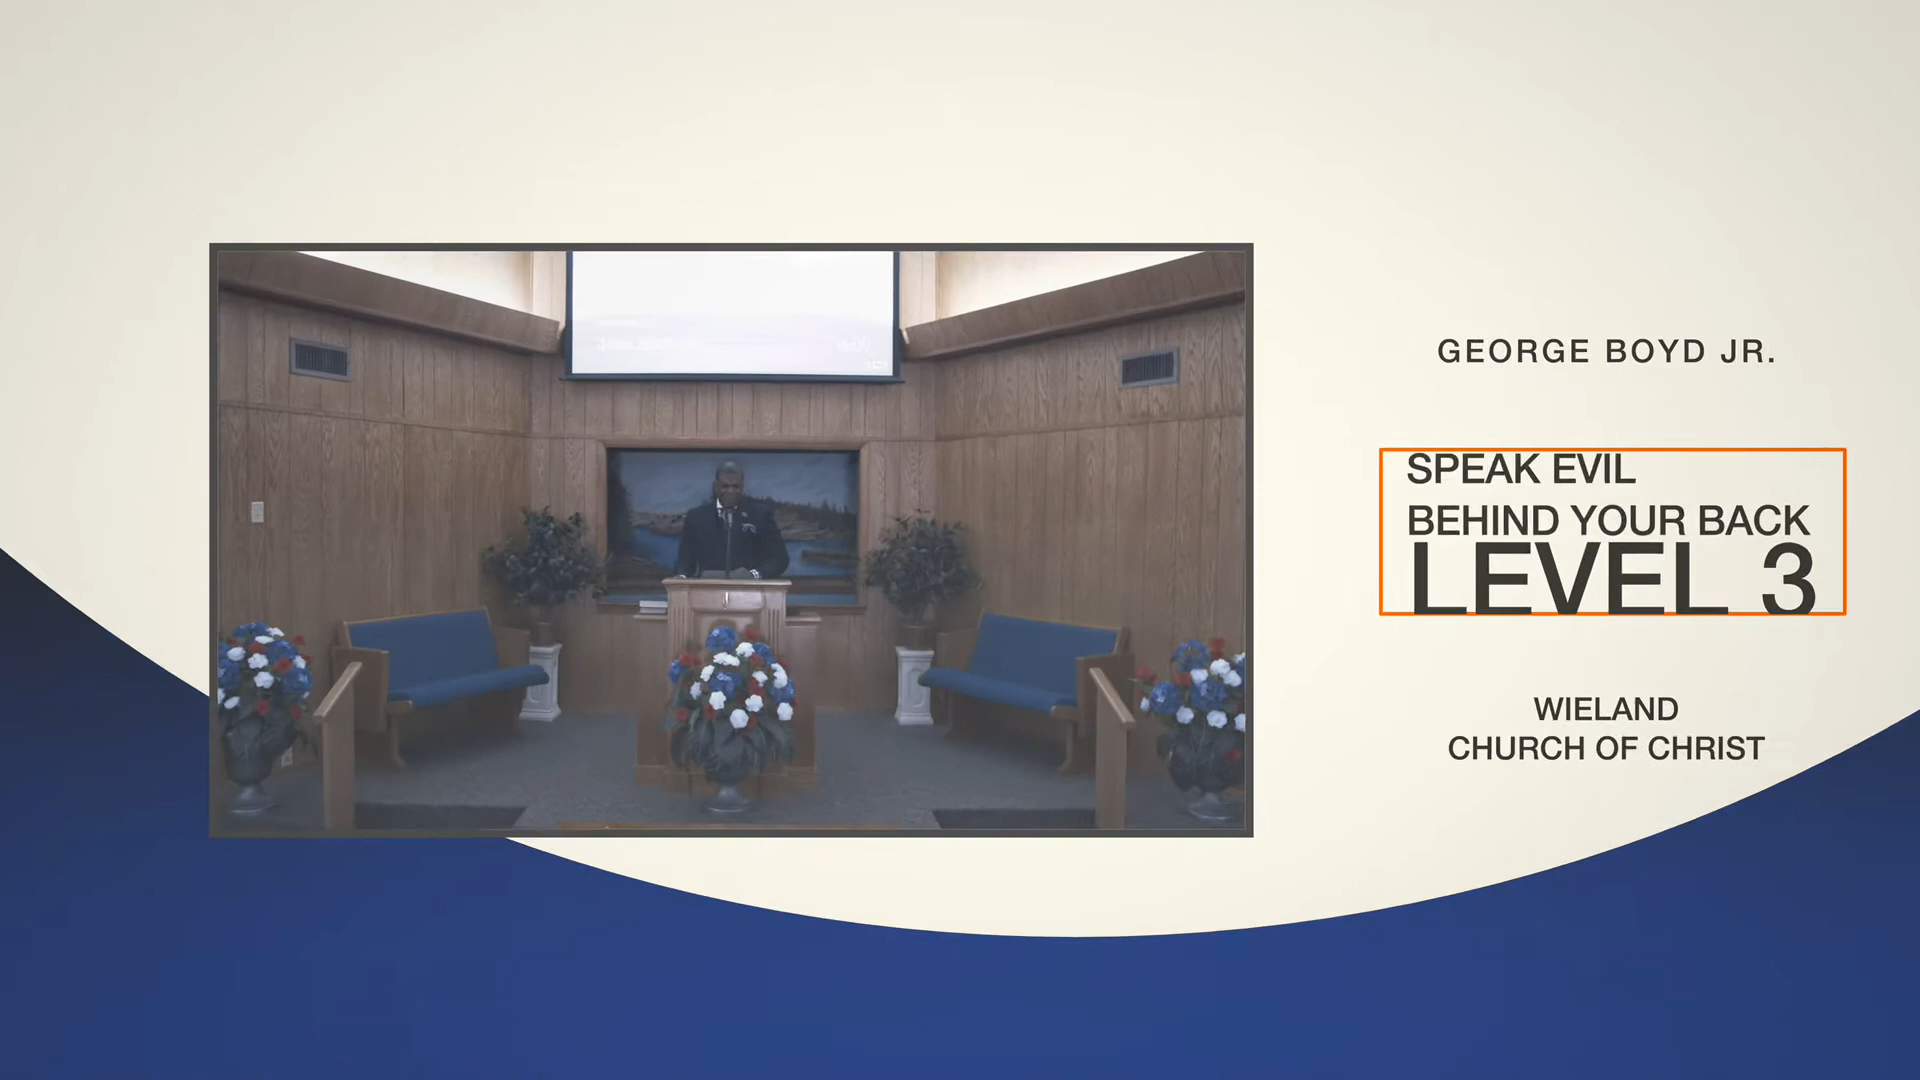 GEORGE BOYD JR.
SPEAK EVIL
BEHIND YOUR BACK
LEVEL 3
WIELAND
CHURCH OF CHRIST